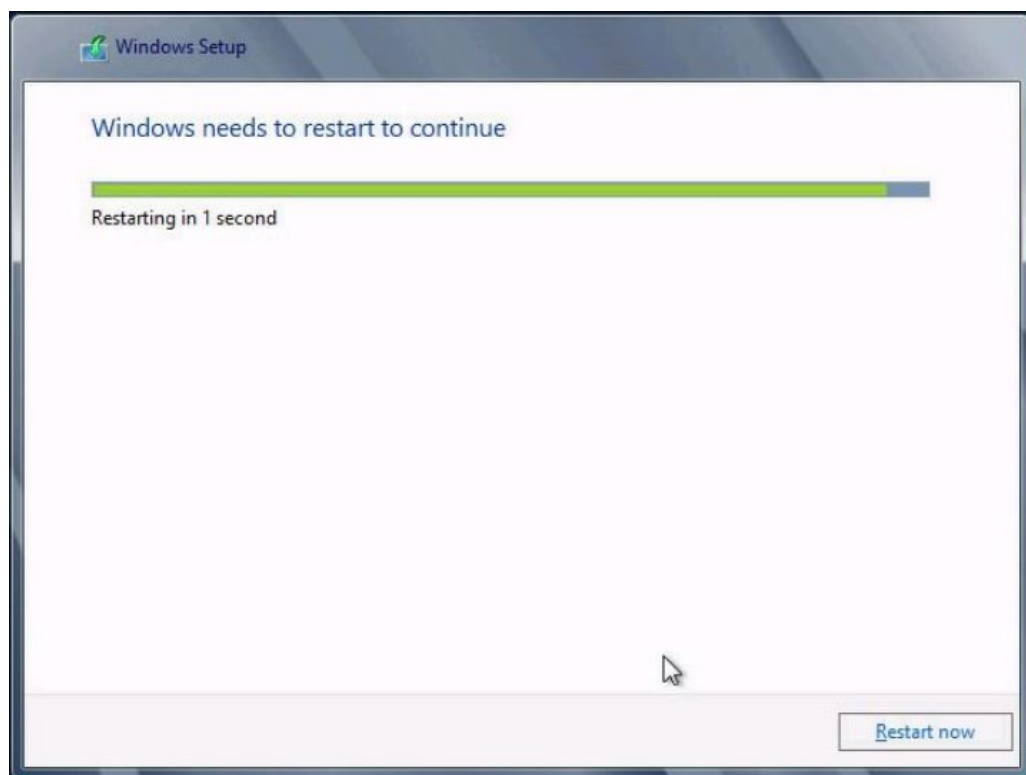 Windows Setup
Windows needs to restart to continue
Restarting in 1 second
Restart now